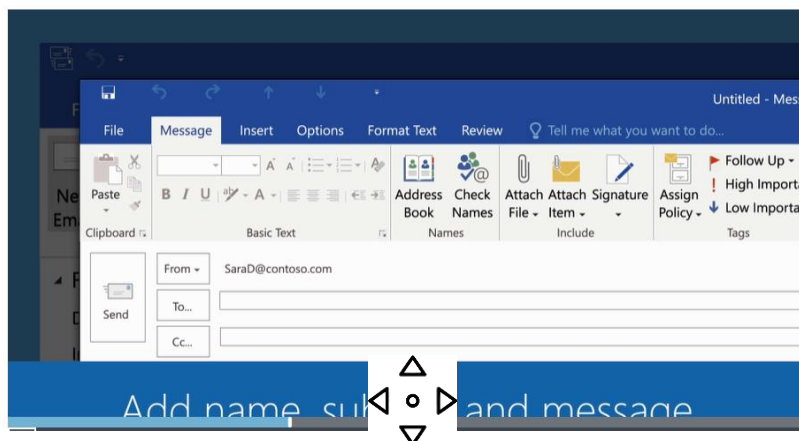 Untitled - Mes
File Message Insert Options Format Text Review Tell me what you want to do...
Paste
B I U A
Address Book
Check Names
Attach File
Attach Item
Signature
Assign Policy
Follow Up
High Importa
Low Importa
Clipboard Basic Text Names Include Tags
Send
From SaraD@contoso.com
To...
Cc...
Add name, and message